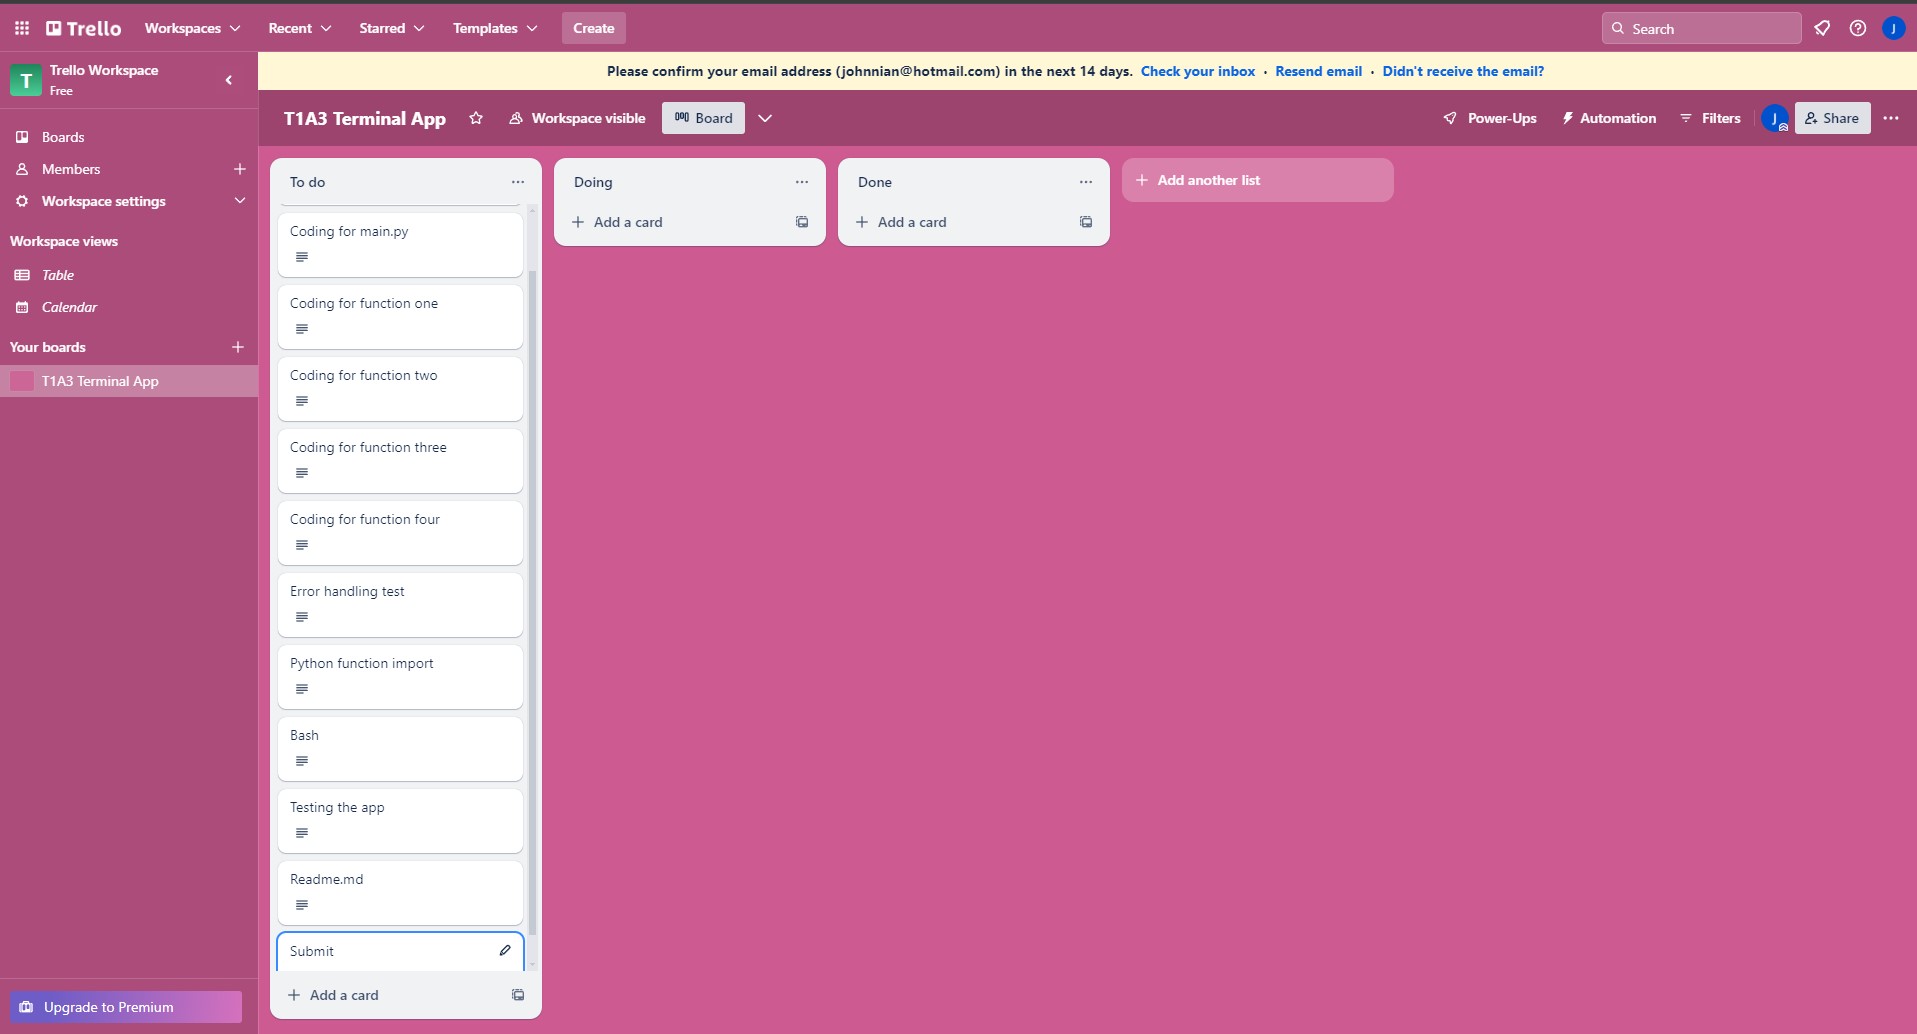 Trello
Workspaces
Recent
Starred
Templates
Create
Search
J
T
Trello Workspace
Free
Please confirm your email address (johnnian@hotmail.com) in the next 14 days. Check your inbox · Resend email · Didn't receive the email?
T1A3 Terminal App
Workspace visible
Board
Power-Ups
Automation
Filters
J
Share
Boards
Members
Workspace settings
Workspace views
Table
Calendar
Your boards
T1A3 Terminal App
Upgrade to Premium
To do
Coding for main.py
Coding for function one
Coding for function two
Coding for function three
Coding for function four
Error handling test
Python function import
Bash
Testing the app
Readme.md
Submit
Add a card
Doing
Add a card
Done
Add a card
Add another list